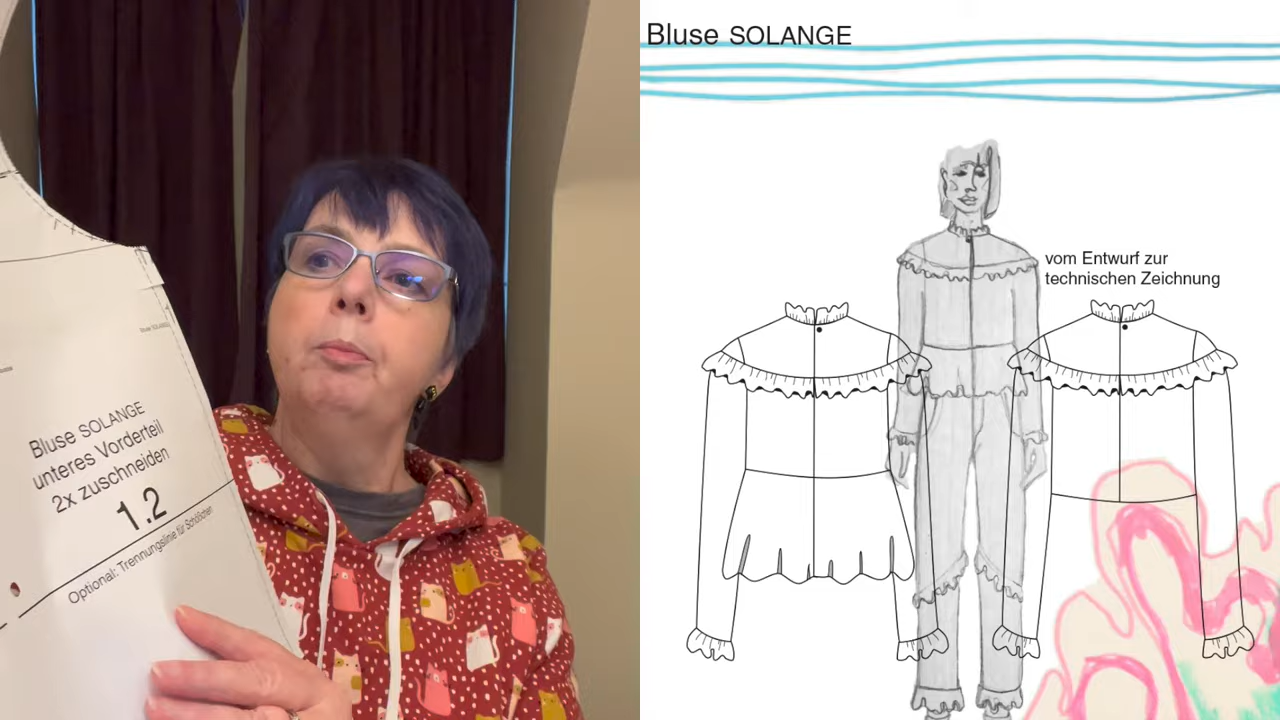 Bluse SOLANGE
unteres Vorderteil
2x zuschneiden
1.2
Optional: Trennungslinie für Schößchen
Bluse SOLANGE
vom Entwurf zur
technischen Zeichnung